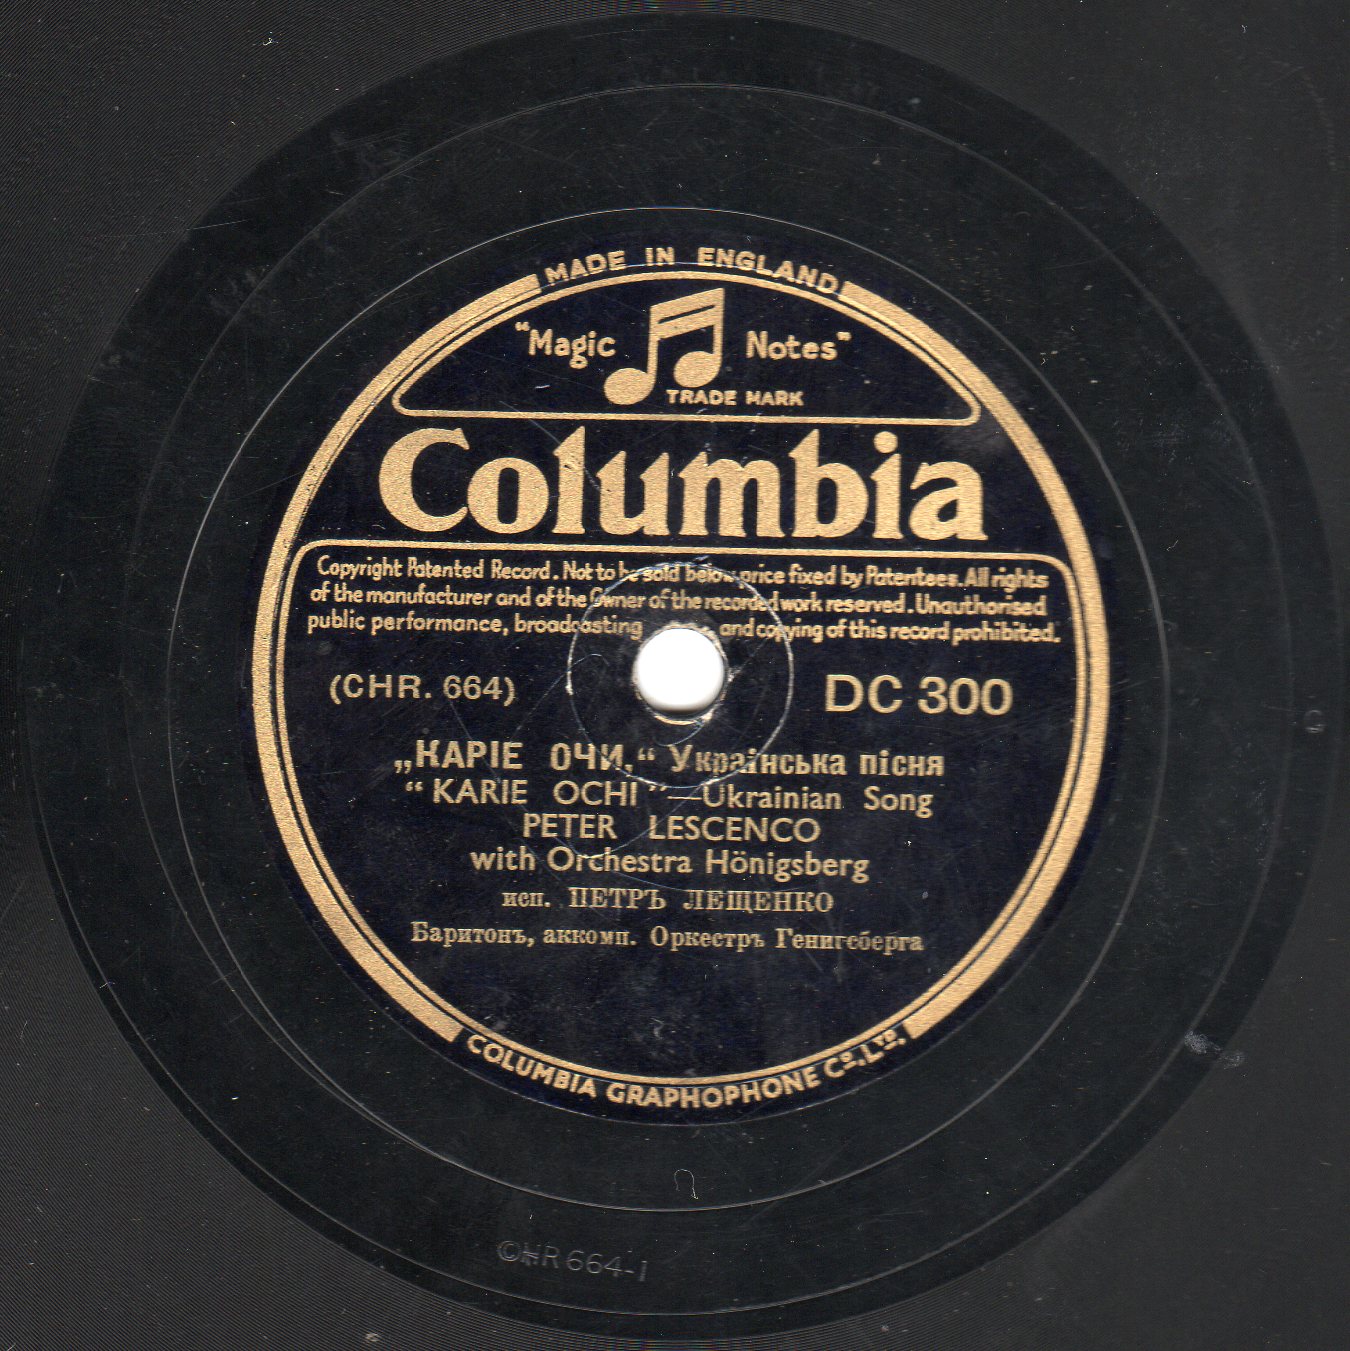 MADE IN ENGLAND
“Magic Notes”
TRADE MARK
Columbia
Copyright Patented Record. Not to be sold below price fixed by Patentees. All rights
of the manufacturer and of the Owner of the recorded work reserved. Unauthorised
public performance, broadcasting and copying of this record prohibited.
(CHR. 664)
DC 300
„КАРІЕ ОЧИ.“ Українська пісня
“KARIE OCHI”—Ukrainian Song
PETER LESCENCO
with Orchestra Hönigsberg
исп. ПЕТРЪ ЛЕЩЕНКО
Баритонъ, аккомп. Оркестръ Генигсберга
COLUMBIA GRAPHOPHONE Co. LTD.
CHR 664-1